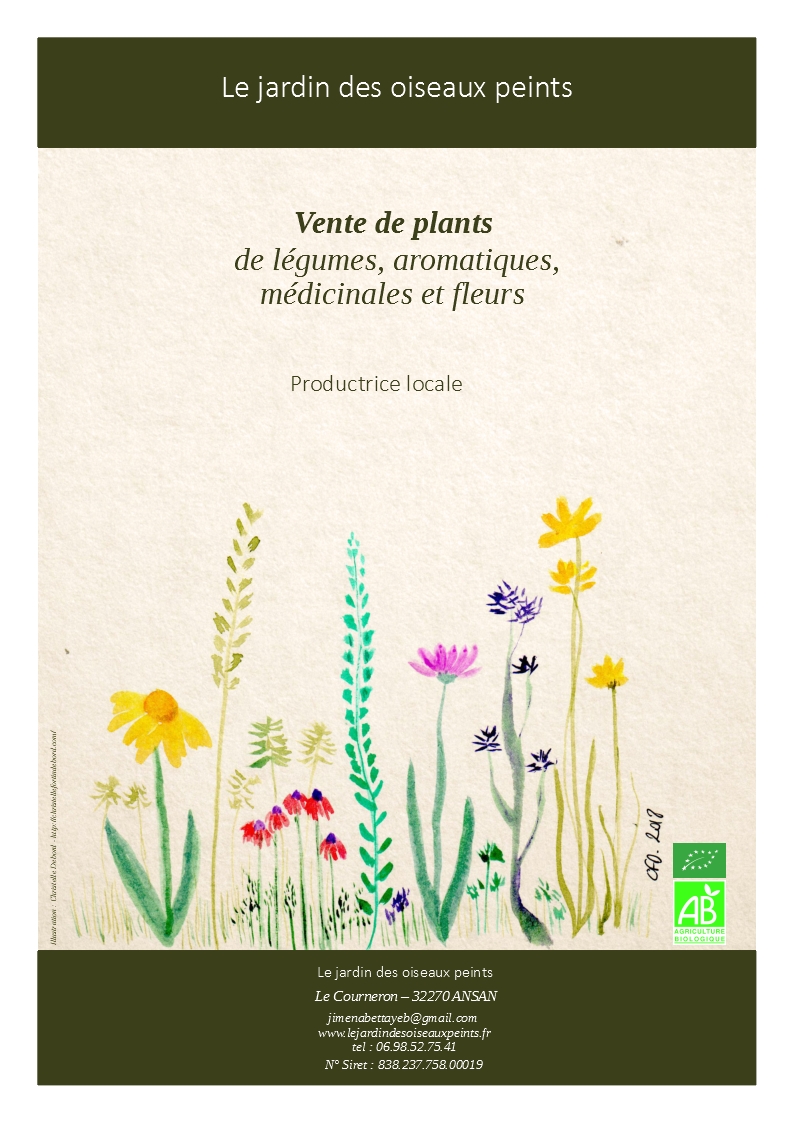 Le jardin des oiseaux peints
Vente de plants
de légumes, aromatiques,
médicinales et fleurs
Productrice locale
CFD. 2018
AB
AGRICULTURE
BIOLOGIQUE
Le jardin des oiseaux peints
Le Courneron – 32270 ANSAN
jimenabettayeb@gmail.com
www.lejardindesoiseauxpeints.fr
tel : 06.98.52.75.41
N° Siret : 838.237.758.00019